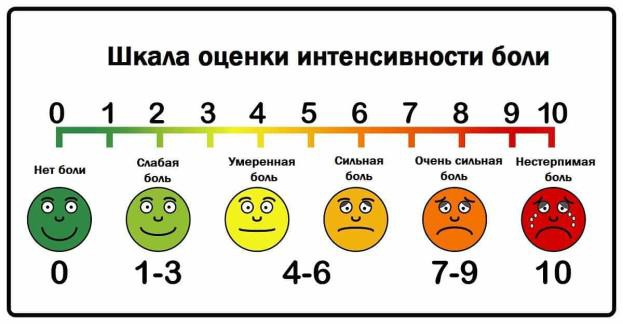 Шкала оценки интенсивности боли
0 1 2 3 4 5 6 7 8 9 10
Нет боли
Слабая
боль
Умеренная
боль
Сильная
боль
Очень сильная
боль
Нестерпимая
боль
0 1-3 4-6 7-9 10